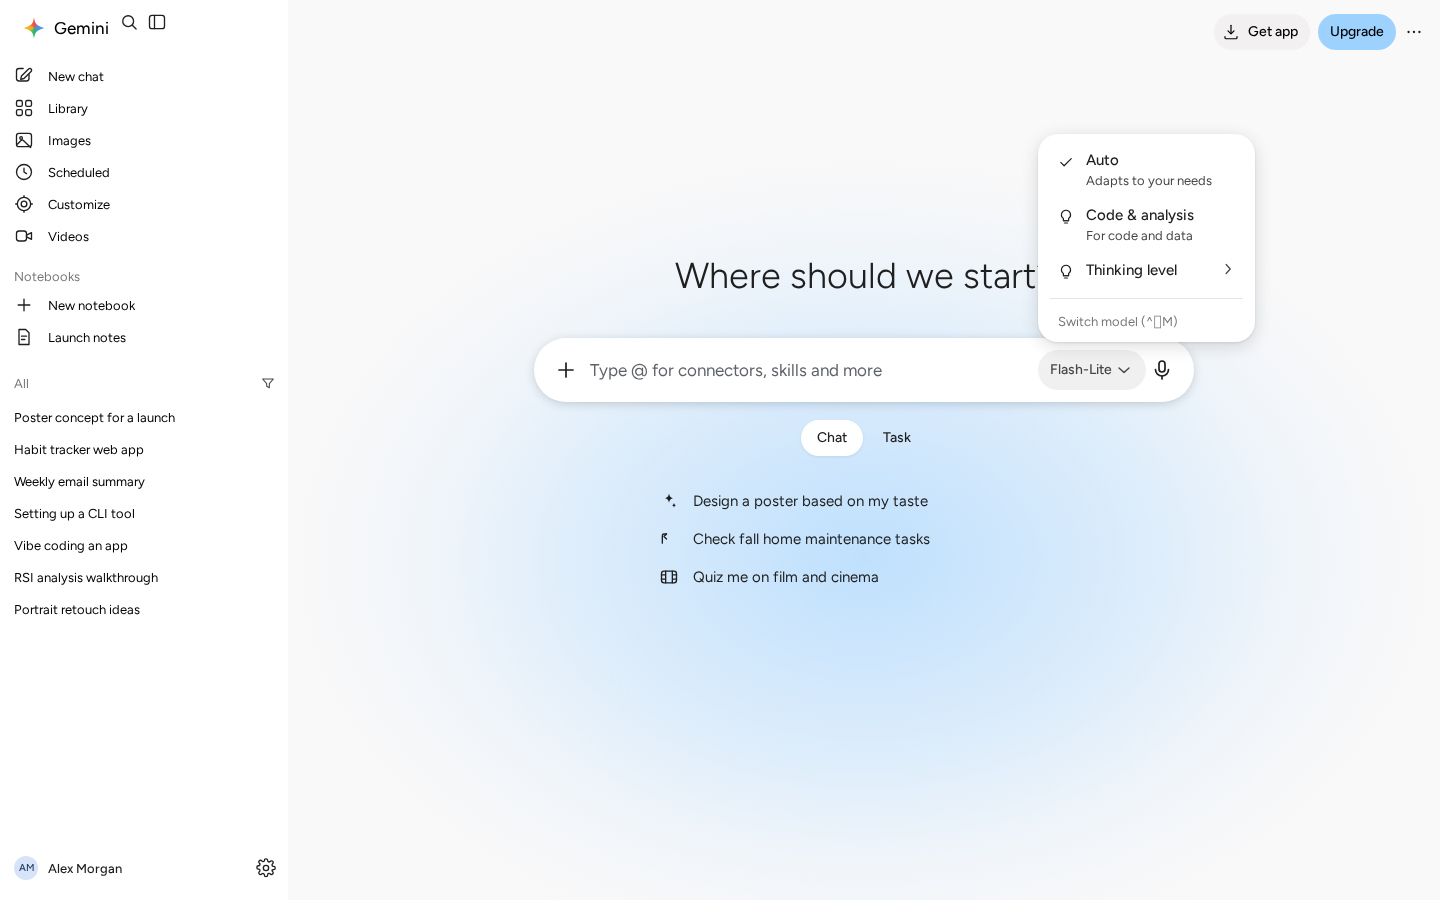 Gemini
Get app
Upgrade
New chat
Library
Images
Scheduled
Customize
Videos
Notebooks
New notebook
Launch notes
All
Poster concept for a launch
Habit tracker web app
Weekly email summary
Setting up a CLI tool
Vibe coding an app
RSI analysis walkthrough
Portrait retouch ideas
AM
Alex Morgan
Auto
Adapts to your needs
Code & analysis
For code and data
Thinking level
Switch model (^▯M)
Where should we start?
Type @ for connectors, skills and more
Flash-Lite
Chat
Task
Design a poster based on my taste
Check fall home maintenance tasks
Quiz me on film and cinema